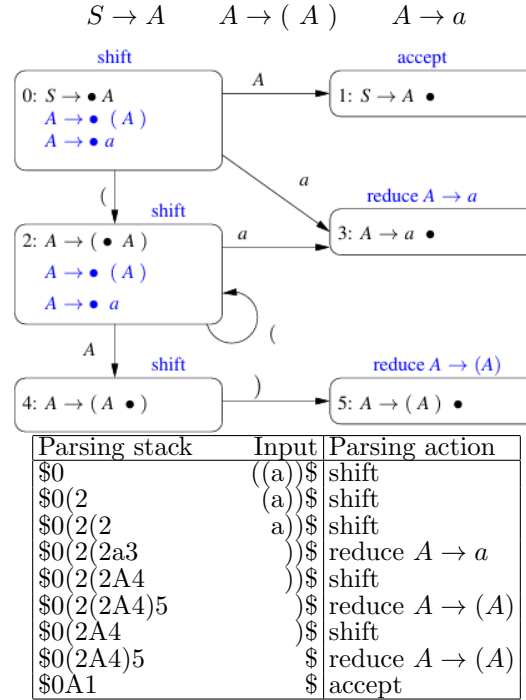 S → A A → ( A ) A → a
shift accept
0: S → • A A 1: S → A •
A → • ( A )
A → • a
a
( reduce A → a
shift
2: A → ( • A ) a 3: A → a •
A → • ( A )
A → • a
(
A
shift reduce A → (A)
4: A → ( A • ) ) 5: A → ( A ) •
Parsing stack Input Parsing action
$0 ((a))$ shift
$0(2 (a))$ shift
$0(2(2 a))$ shift
$0(2(2a3 ))$ reduce A → a
$0(2(2A4 ))$ shift
$0(2(2A4)5 )$ reduce A → (A)
$0(2A4 )$ shift
$0(2A4)5 $ reduce A → (A)
$0A1 $ accept